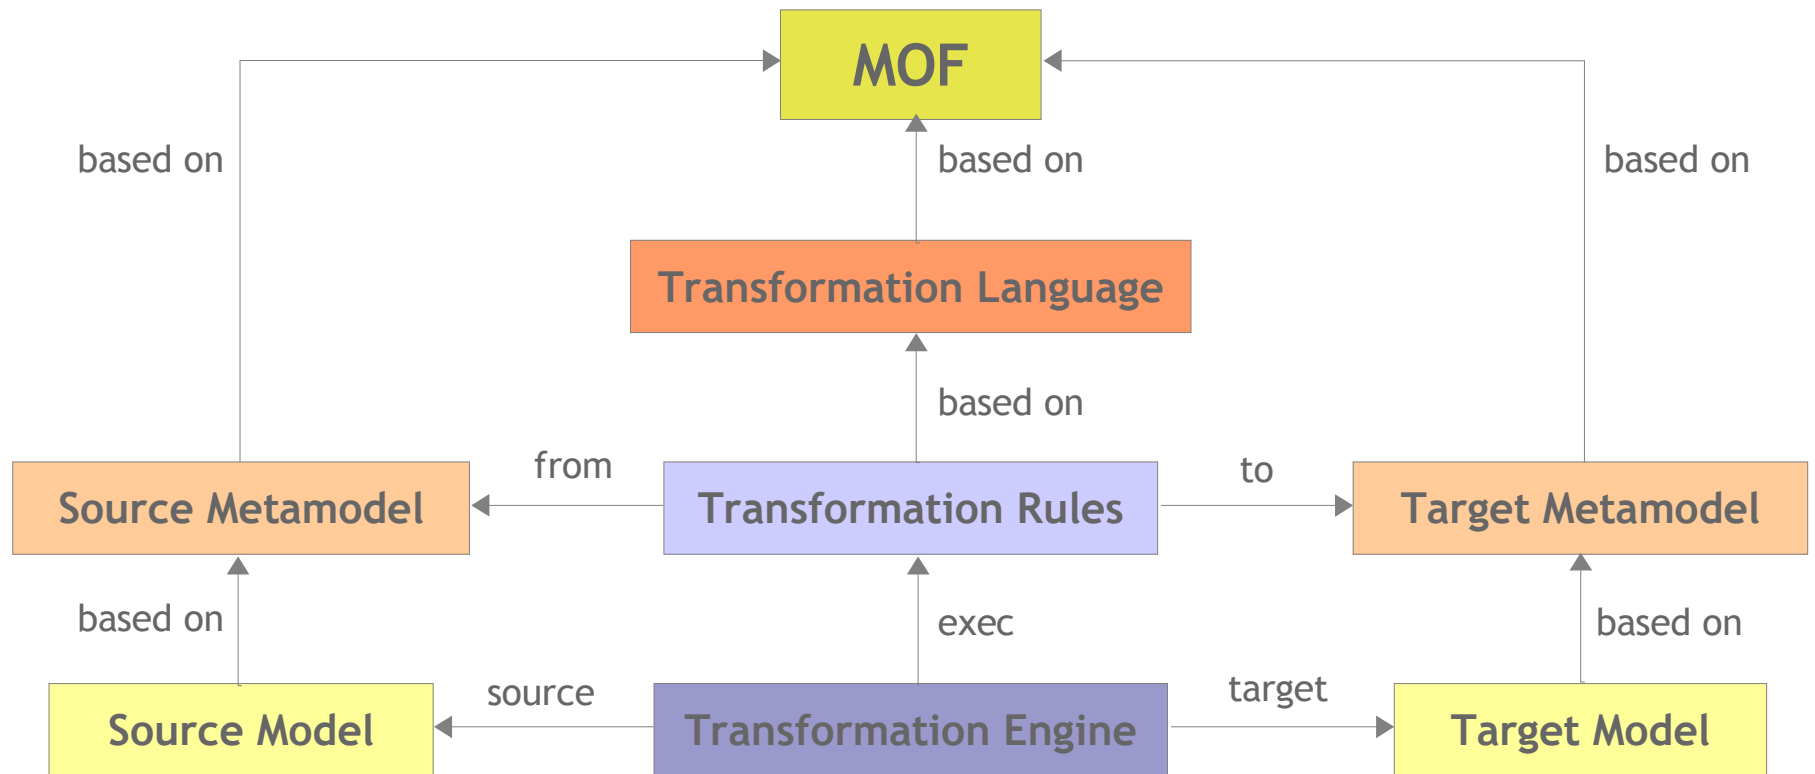 MOF
based on
based on
based on
Transformation Language
based on
from
to
Source Metamodel
Transformation Rules
Target Metamodel
based on
exec
based on
source
target
Source Model
Transformation Engine
Target Model